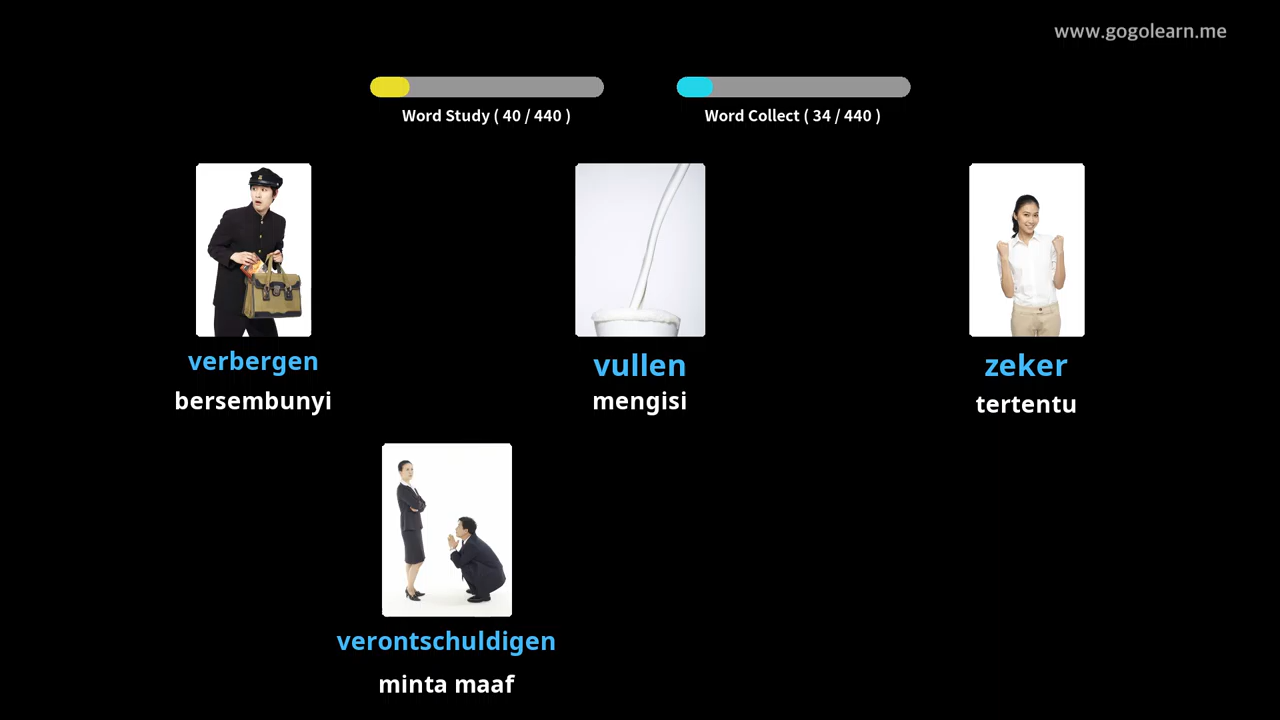 www.gogolearn.me
Word Study ( 40 / 440 )
Word Collect ( 34 / 440 )
verbergen
bersembunyi
vullen
mengisi
zeker
tertentu
verontschuldigen
minta maaf